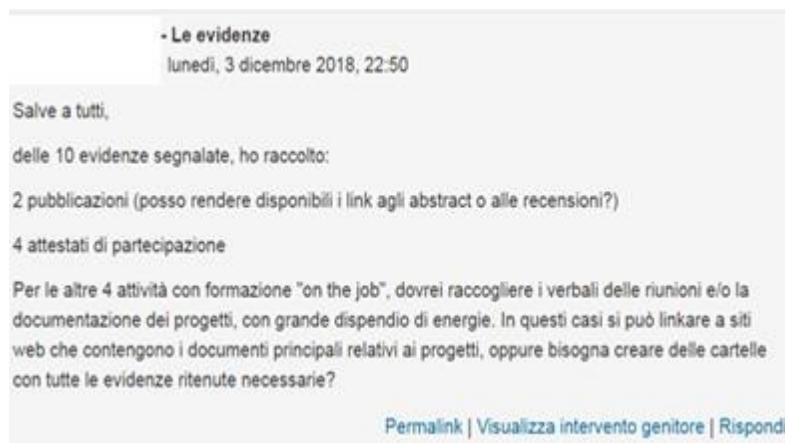 - Le evidenze
lunedì, 3 dicembre 2018, 22:50
Salve a tutti,
delle 10 evidenze segnalate, ho raccolto:
2 pubblicazioni (posso rendere disponibili i link agli abstract o alle recensioni?)
4 attestati di partecipazione
Per le altre 4 attività con formazione "on the job", dovrei raccogliere i verbali delle riunioni e/o la
documentazione dei progetti, con grande dispendio di energie. In questi casi si può linkare a siti
web che contengono i documenti principali relativi ai progetti, oppure bisogna creare delle cartelle
con tutte le evidenze ritenute necessarie?
Permalink | Visualizza intervento genitore | Rispondi